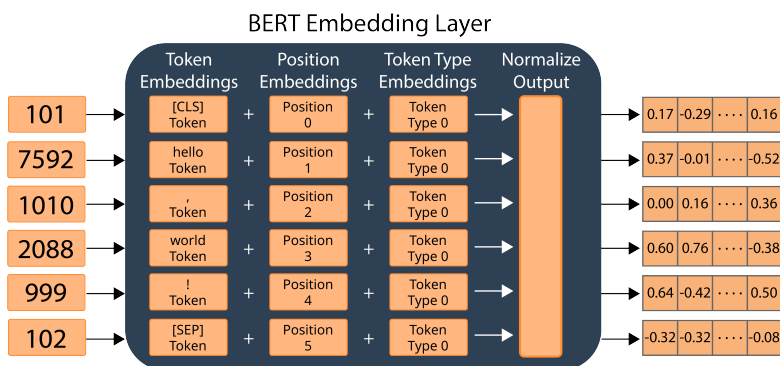 BERT Embedding Layer
Token Position Token Type Normalize
Embeddings Embeddings Embeddings Output
101 [CLS] Token + Position 0 + Token Type 0 0.17 -0.29 .... 0.16
7592 hello Token + Position 1 + Token Type 0 0.37 -0.01 .... -0.52
1010 , Token + Position 2 + Token Type 0 0.00 0.16 .... 0.36
2088 world Token + Position 3 + Token Type 0 0.60 0.76 .... -0.38
999 ! Token + Position 4 + Token Type 0 0.64 -0.42 .... 0.50
102 [SEP] Token + Position 5 + Token Type 0 -0.32 -0.32 .... -0.08